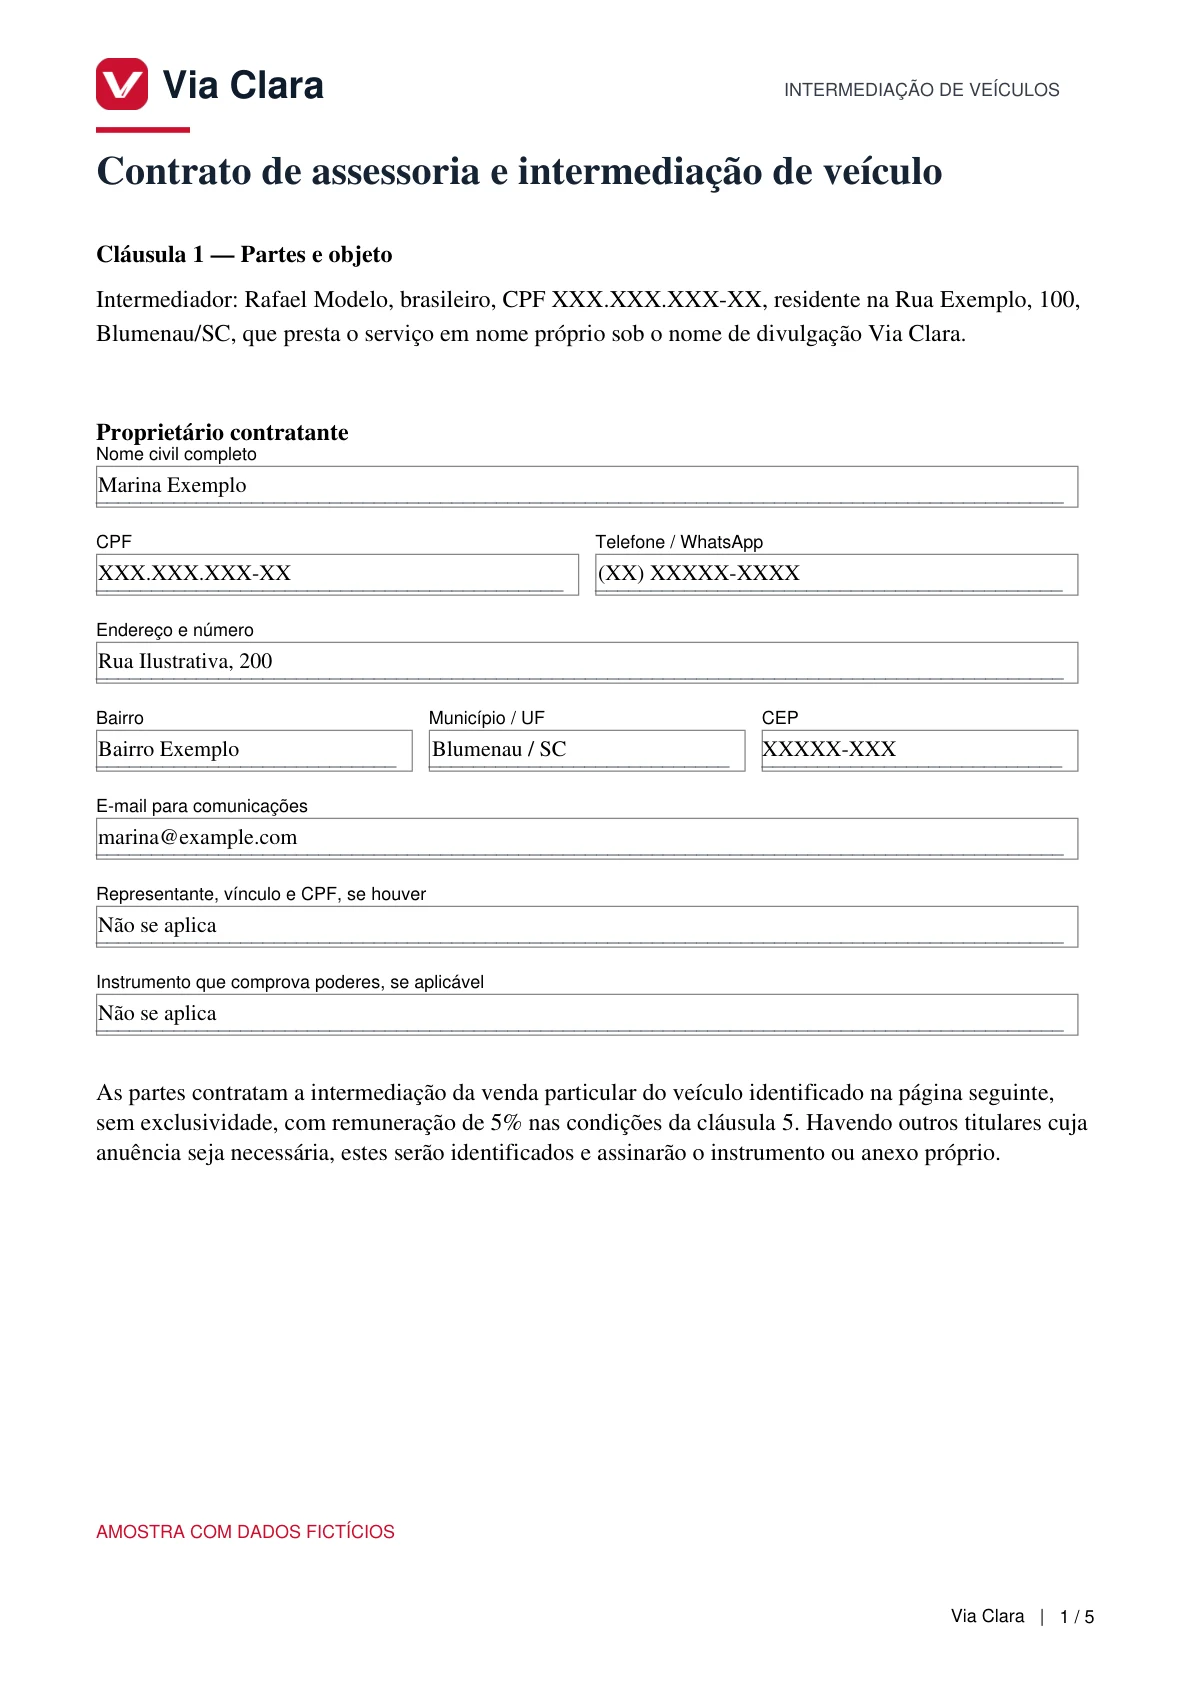 Via Clara
INTERMEDIAÇÃO DE VEÍCULOS
Contrato de assessoria e intermediação de veículo
Cláusula 1 — Partes e objeto
Intermediador: Rafael Modelo, brasileiro, CPF XXX.XXX.XXX-XX, residente na Rua Exemplo, 100,
Blumenau/SC, que presta o serviço em nome próprio sob o nome de divulgação Via Clara.
Proprietário contratante
Nome civil completo
Marina Exemplo
CPF
XXX.XXX.XXX-XX
Telefone / WhatsApp
(XX) XXXXX-XXXX
Endereço e número
Rua Ilustrativa, 200
Bairro
Bairro Exemplo
Município / UF
Blumenau / SC
CEP
XXXXX-XXX
E-mail para comunicações
marina@example.com
Representante, vínculo e CPF, se houver
Não se aplica
Instrumento que comprova poderes, se aplicável
Não se aplica
As partes contratam a intermediação da venda particular do veículo identificado na página seguinte,
sem exclusividade, com remuneração de 5% nas condições da cláusula 5. Havendo outros titulares cuja
anuência seja necessária, estes serão identificados e assinarão o instrumento ou anexo próprio.
AMOSTRA COM DADOS FICTÍCIOS
Via Clara | 1 / 5